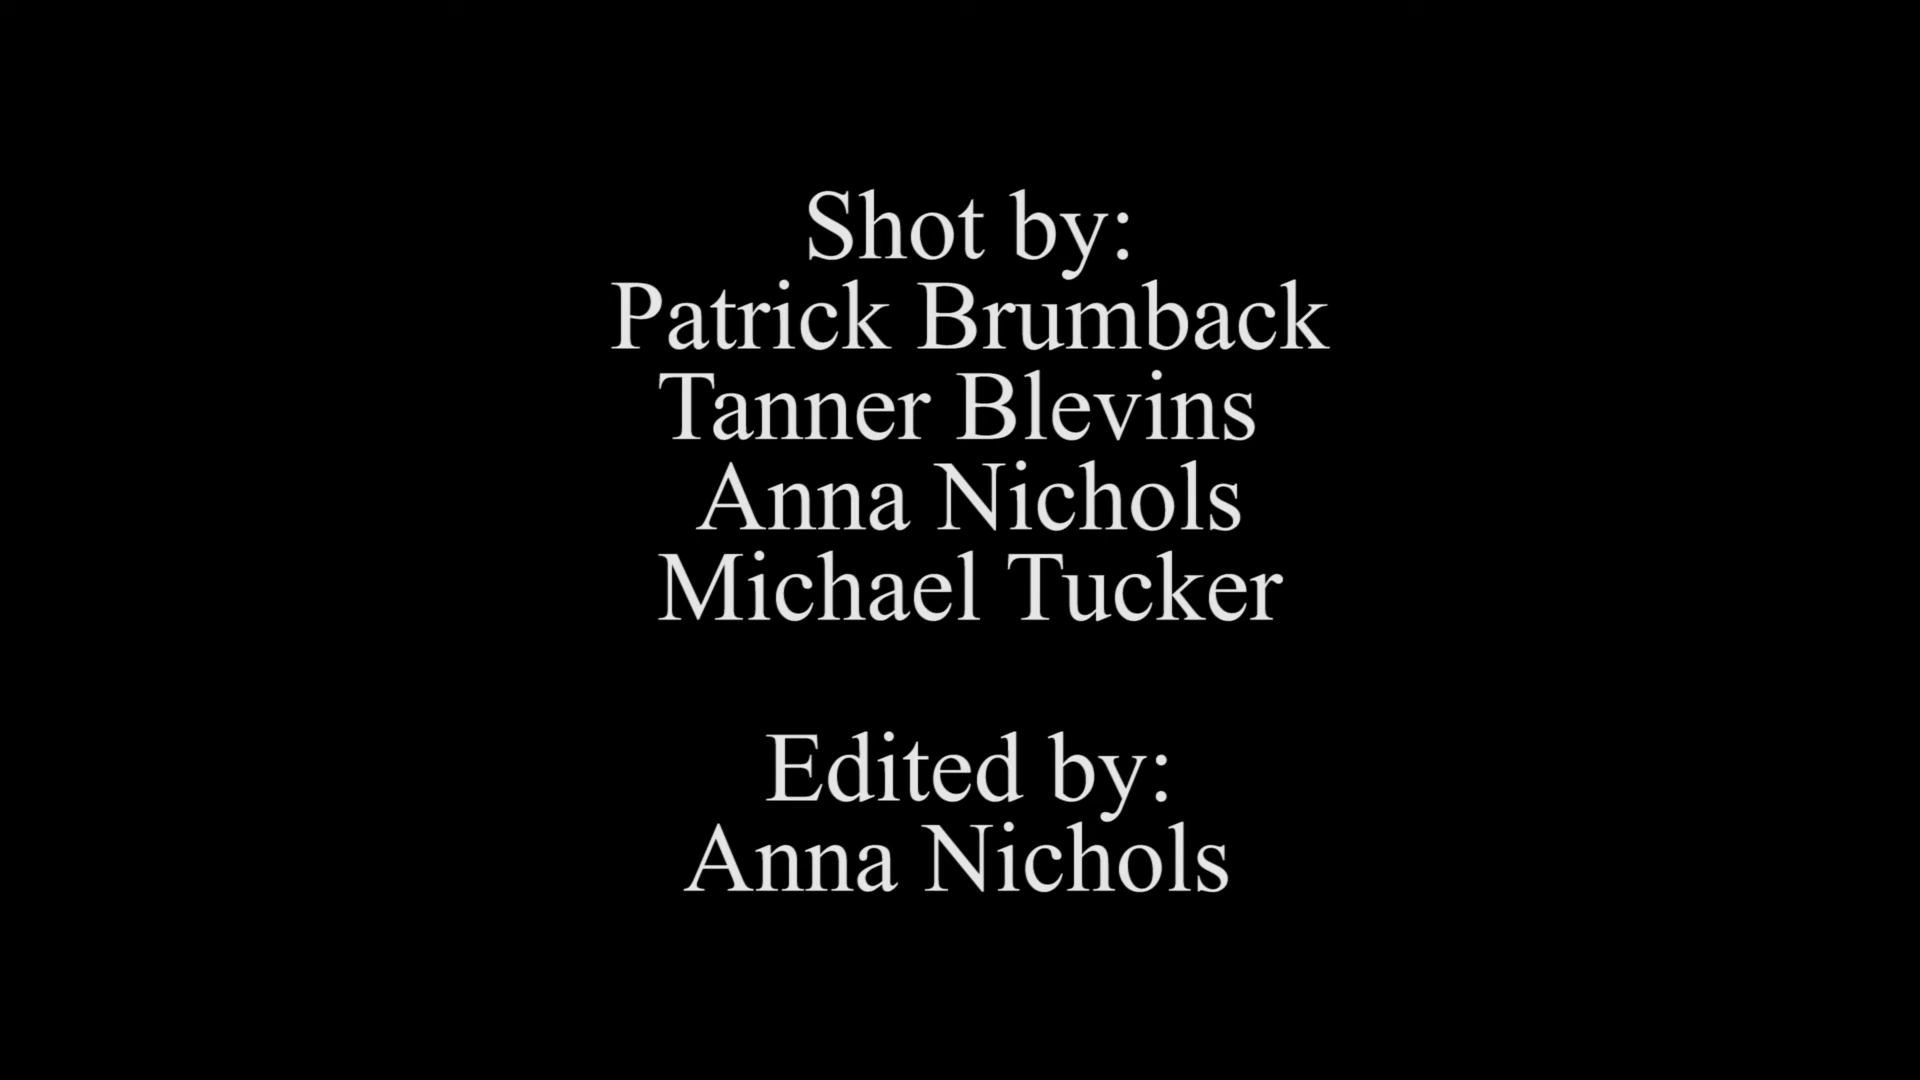 Shot by:
Patrick Brumback
Tanner Blevins
Anna Nichols
Michael Tucker
Edited by:
Anna Nichols